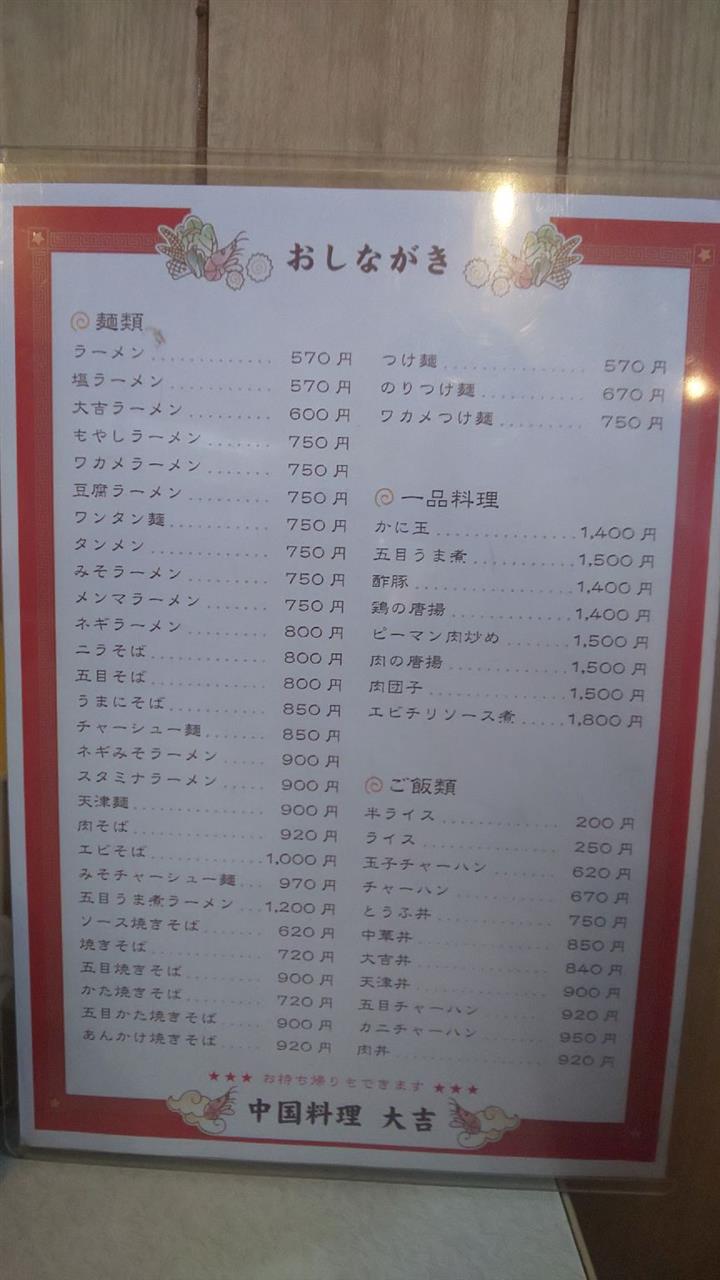 おしながき
麺類
ラーメン............. 570円
塩ラーメン........... 570円
大吉ラーメン......... 600円
もやしラーメン....... 750円
ワカメラーメン....... 750円
豆腐ラーメン......... 750円
ワンタン麺........... 750円
タンメン............. 750円
みそラーメン......... 750円
メンマラーメン....... 750円
ネギラーメン......... 800円
ニラそば............. 800円
五目そば............. 800円
うまにそば........... 850円
チャーシュー麺....... 850円
ネギみそラーメン..... 900円
スタミナラーメン..... 900円
天津麺............... 900円
肉そば............... 920円
エビそば.............1,000円
みそチャーシュー麺... 970円
五目うま煮ラーメン...1,200円
ソース焼きそば....... 620円
焼きそば............. 720円
五目焼きそば......... 900円
かた焼きそば......... 720円
五目かた焼きそば..... 900円
あんかけ焼きそば..... 920円
つけ麺............... 570円
のりつけ麺........... 670円
ワカメつけ麺......... 750円
一品料理
かに玉...............1,400円
五目うま煮...........1,500円
酢豚.................1,400円
鶏の唐揚.............1,400円
ピーマン肉炒め.......1,500円
肉の唐揚.............1,500円
肉団子...............1,500円
エビチリソース煮.....1,800円
ご飯類
半ライス............. 200円
ライス............... 250円
玉子チャーハン....... 620円
チャーハン........... 670円
とうふ丼............. 750円
中華丼............... 850円
大吉丼............... 840円
天津丼............... 900円
五目チャーハン....... 920円
カニチャーハン....... 950円
肉丼................. 920円
★★★ お持ち帰りもできます ★★★
中国料理 大吉